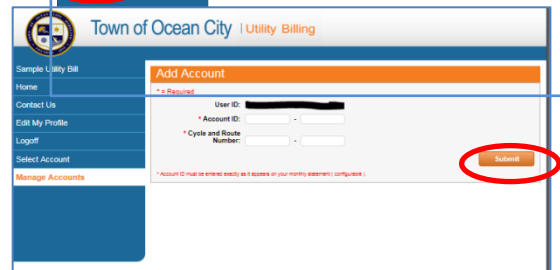 Town of Ocean City | Utility Billing
Sample Utility Bill
Home
Contact Us
Edit My Profile
Logoff
Select Account
Manage Accounts
Add Account
* = Required
User ID:
* Account ID: -
* Cycle and Route
Number: -
Submit
* Account ID must be entered exactly as it appears on your monthly statement ( configurable ).